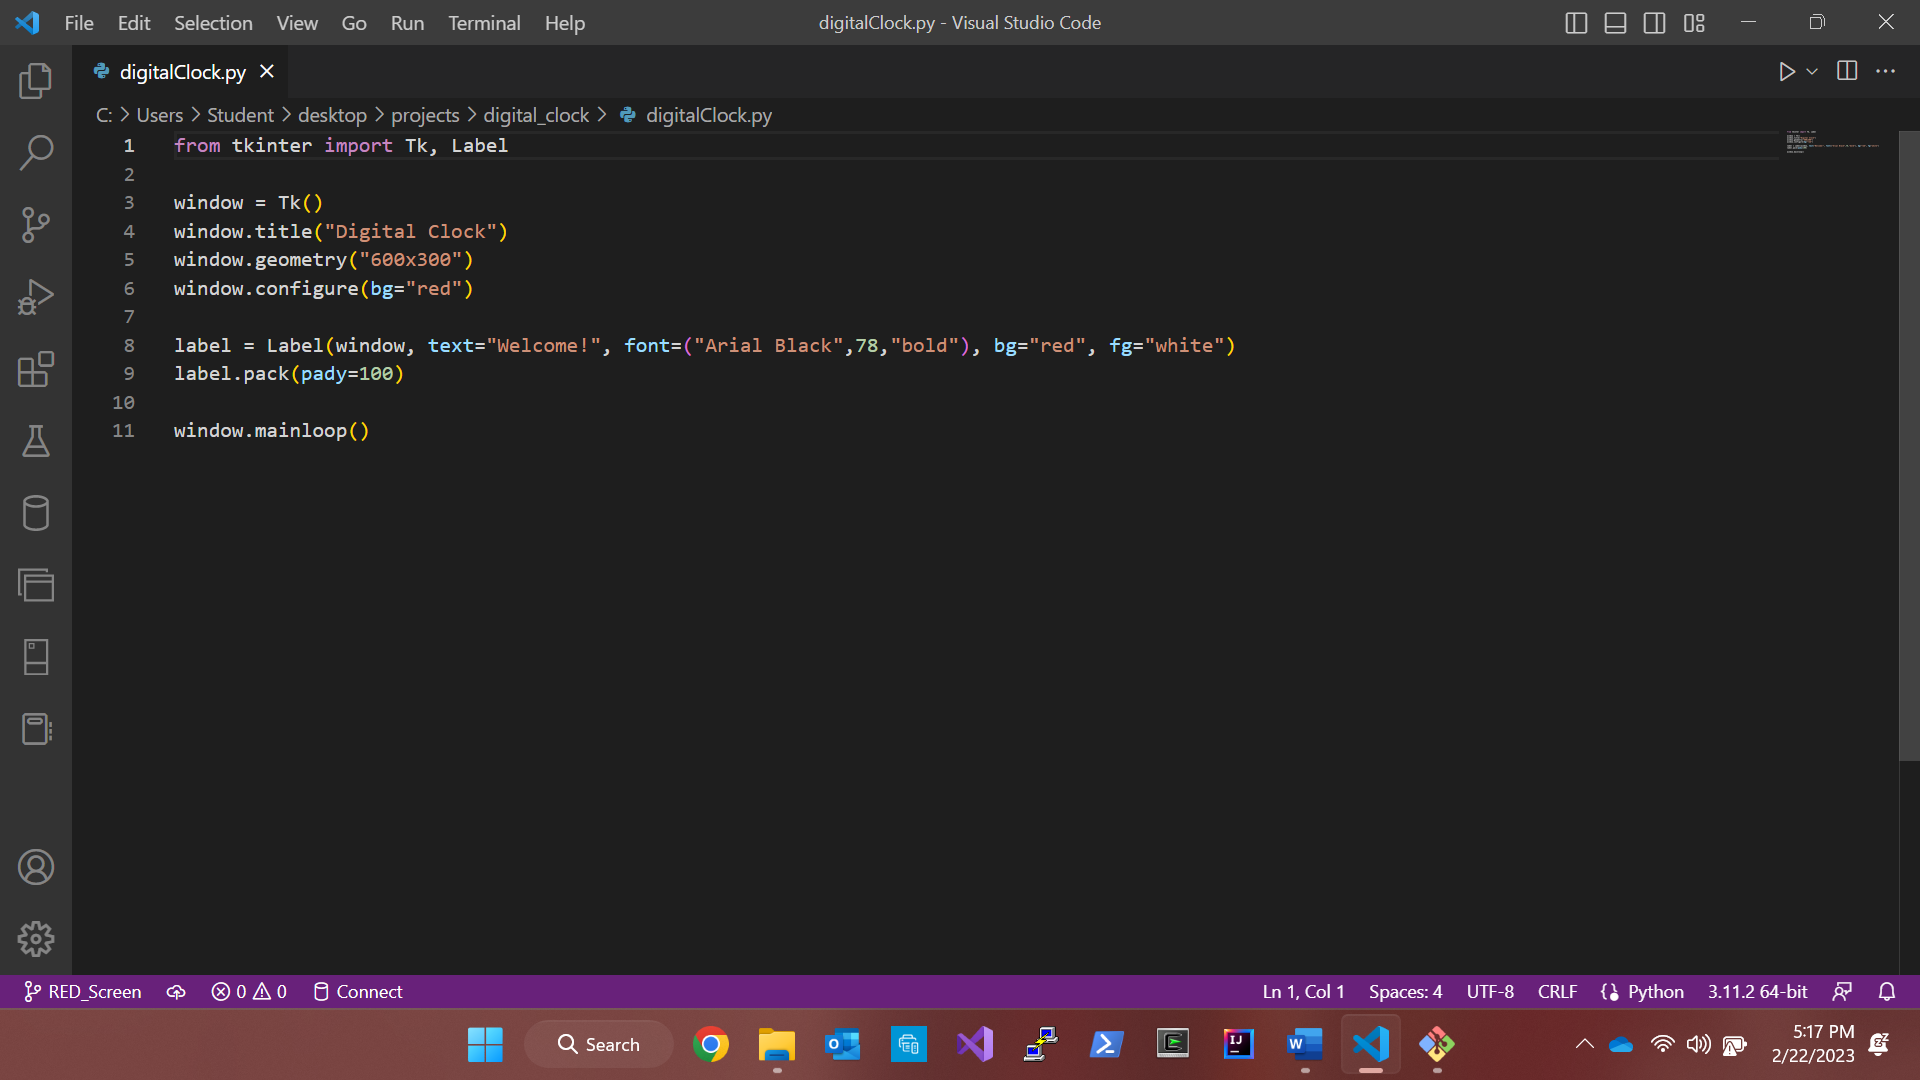 File Edit Selection View Go Run Terminal Help digitalClock.py - Visual Studio Code
digitalClock.py
C: > Users > Student > desktop > projects > digital_clock > digitalClock.py
1 from tkinter import Tk, Label
2
3 window = Tk()
4 window.title("Digital Clock")
5 window.geometry("600x300")
6 window.configure(bg="red")
7
8 label = Label(window, text="Welcome!", font=("Arial Black",78,"bold"), bg="red", fg="white")
9 label.pack(pady=100)
10
11 window.mainloop()
RED_Screen 0 0 Connect Ln 1, Col 1 Spaces: 4 UTF-8 CRLF Python 3.11.2 64-bit
Search
5:17 PM
2/22/2023